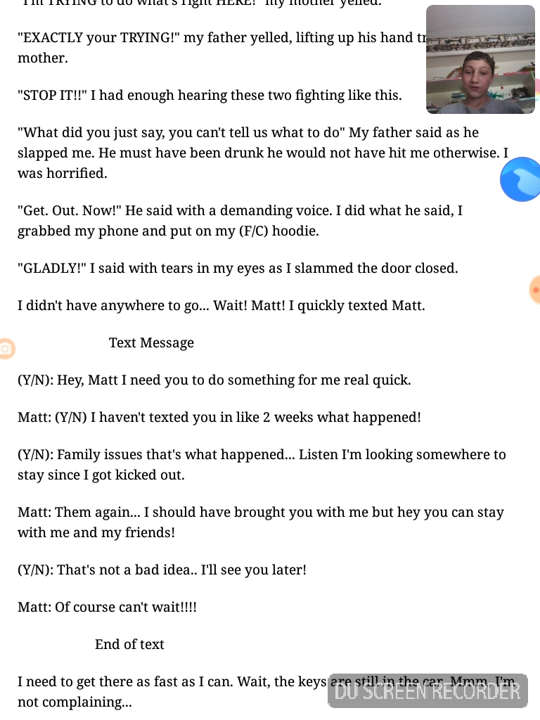 "I'm TRYING to do what's right HERE!" my mother yelled.
"EXACTLY your TRYING!" my father yelled, lifting up his hand
mother.
"STOP IT!!" I had enough hearing these two fighting like this.
"What did you just say, you can't tell us what to do" My father said as he
slapped me. He must have been drunk he would not have hit me otherwise. I
was horrified.
"Get. Out. Now!" He said with a demanding voice. I did what he said, I
grabbed my phone and put on my (F/C) hoodie.
"GLADLY!" I said with tears in my eyes as I slammed the door closed.
I didn't have anywhere to go... Wait! Matt! I quickly texted Matt.
Text Message
(Y/N): Hey, Matt I need you to do something for me real quick.
Matt: (Y/N) I haven't texted you in like 2 weeks what happened!
(Y/N): Family issues that's what happened... Listen I'm looking somewhere to
stay since I got kicked out.
Matt: Them again... I should have brought you with me but hey you can stay
with me and my friends!
(Y/N): That's not a bad idea.. I'll see you later!
Matt: Of course can't wait!!!!
End of text
I need to get there as fast as I can. Wait, the keys are still in the car. Mmm, I'm
not complaining...
DU SCREEN RECORDER